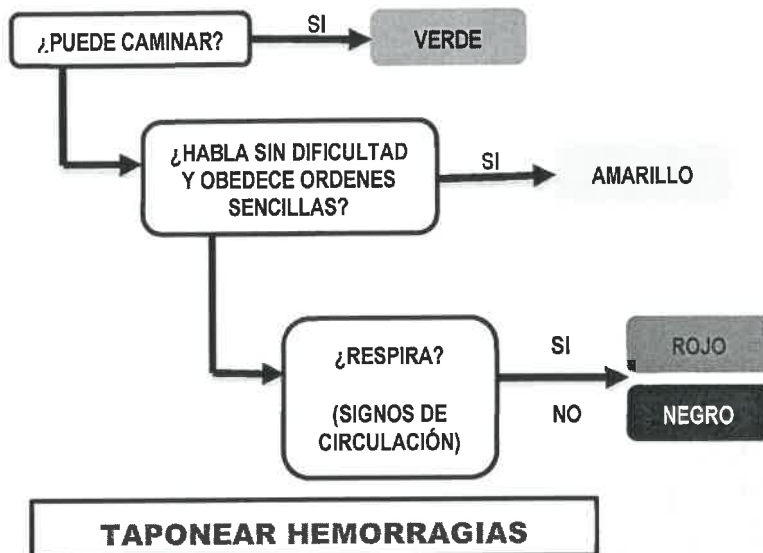 ¿PUEDE CAMINAR?
SI
VERDE
¿HABLA SIN DIFICULTAD
Y OBEDECE ORDENES
SENCILLAS?
SI
AMARILLO
¿RESPIRA?
(SIGNOS DE
CIRCULACIÓN)
SI
ROJO
NO
NEGRO
TAPONEAR HEMORRAGIAS